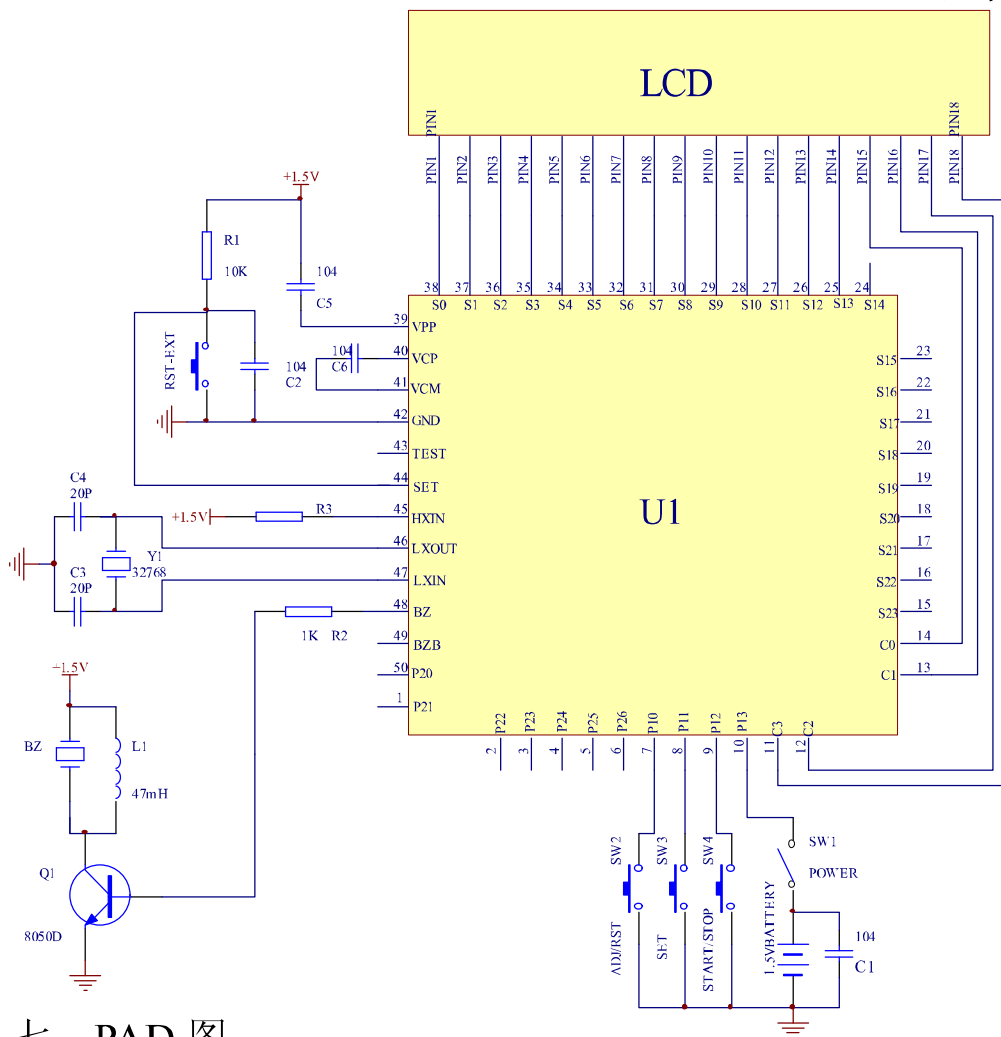 LCD
PIN1 PIN18
PIN1 PIN2 PIN3 PIN4 PIN5 PIN6 PIN7 PIN8 PIN9 PIN10 PIN11 PIN12 PIN13 PIN14 PIN15 PIN16 PIN17 PIN18
+1.5V
R1
10K
104
C5
RST-EXT
104
C2
104
C6
38 37 36 35 34 33 32 31 30 29 28 27 26 25 24
S0 S1 S2 S3 S4 S5 S6 S7 S8 S9 S10 S11 S12 S13 S14
39 VPP
40 VCP
41 VCM
42 GND
43 TEST
44 SET
45 HXIN
46 LXOUT
47 LXIN
48 BZ
49 BZB
50 P20
1 P21
U1
S15 23
S16 22
S17 21
S18 20
S19 19
S20 18
S21 17
S22 16
S23 15
C0 14
C1 13
C4
20P
+1.5V
R3
Y1
32768
C3
20P
1K R2
+1.5V
BZ
L1
47mH
Q1
8050D
P22 P23 P24 P25 P26 P10 P11 P12 P13 C3 C2
2 3 4 5 6 7 8 9 10 11 12
SW2
SW3
SW4
SW1
POWER
ADJ/RST
SET
START/STOP
1.5VBATTERY
104
C1